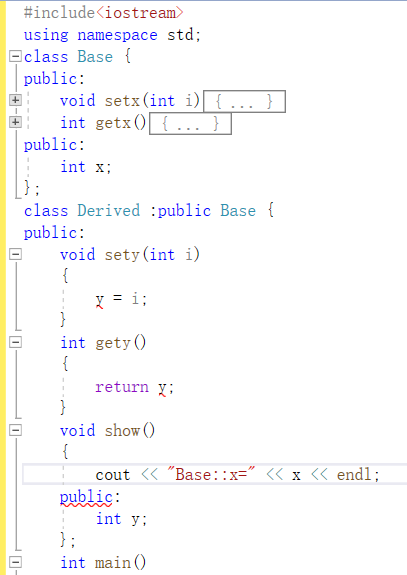 #include<iostream>
using namespace std;
class Base {
public:
    void setx(int i){ ... }
    int getx(){ ... }
public:
    int x;
};
class Derived :public Base {
public:
    void sety(int i)
    {
        y = i;
    }
    int gety()
    {
        return y;
    }
    void show()
    {
        cout << "Base::x=" << x << endl;
    public:
        int y;
    };
    int main()